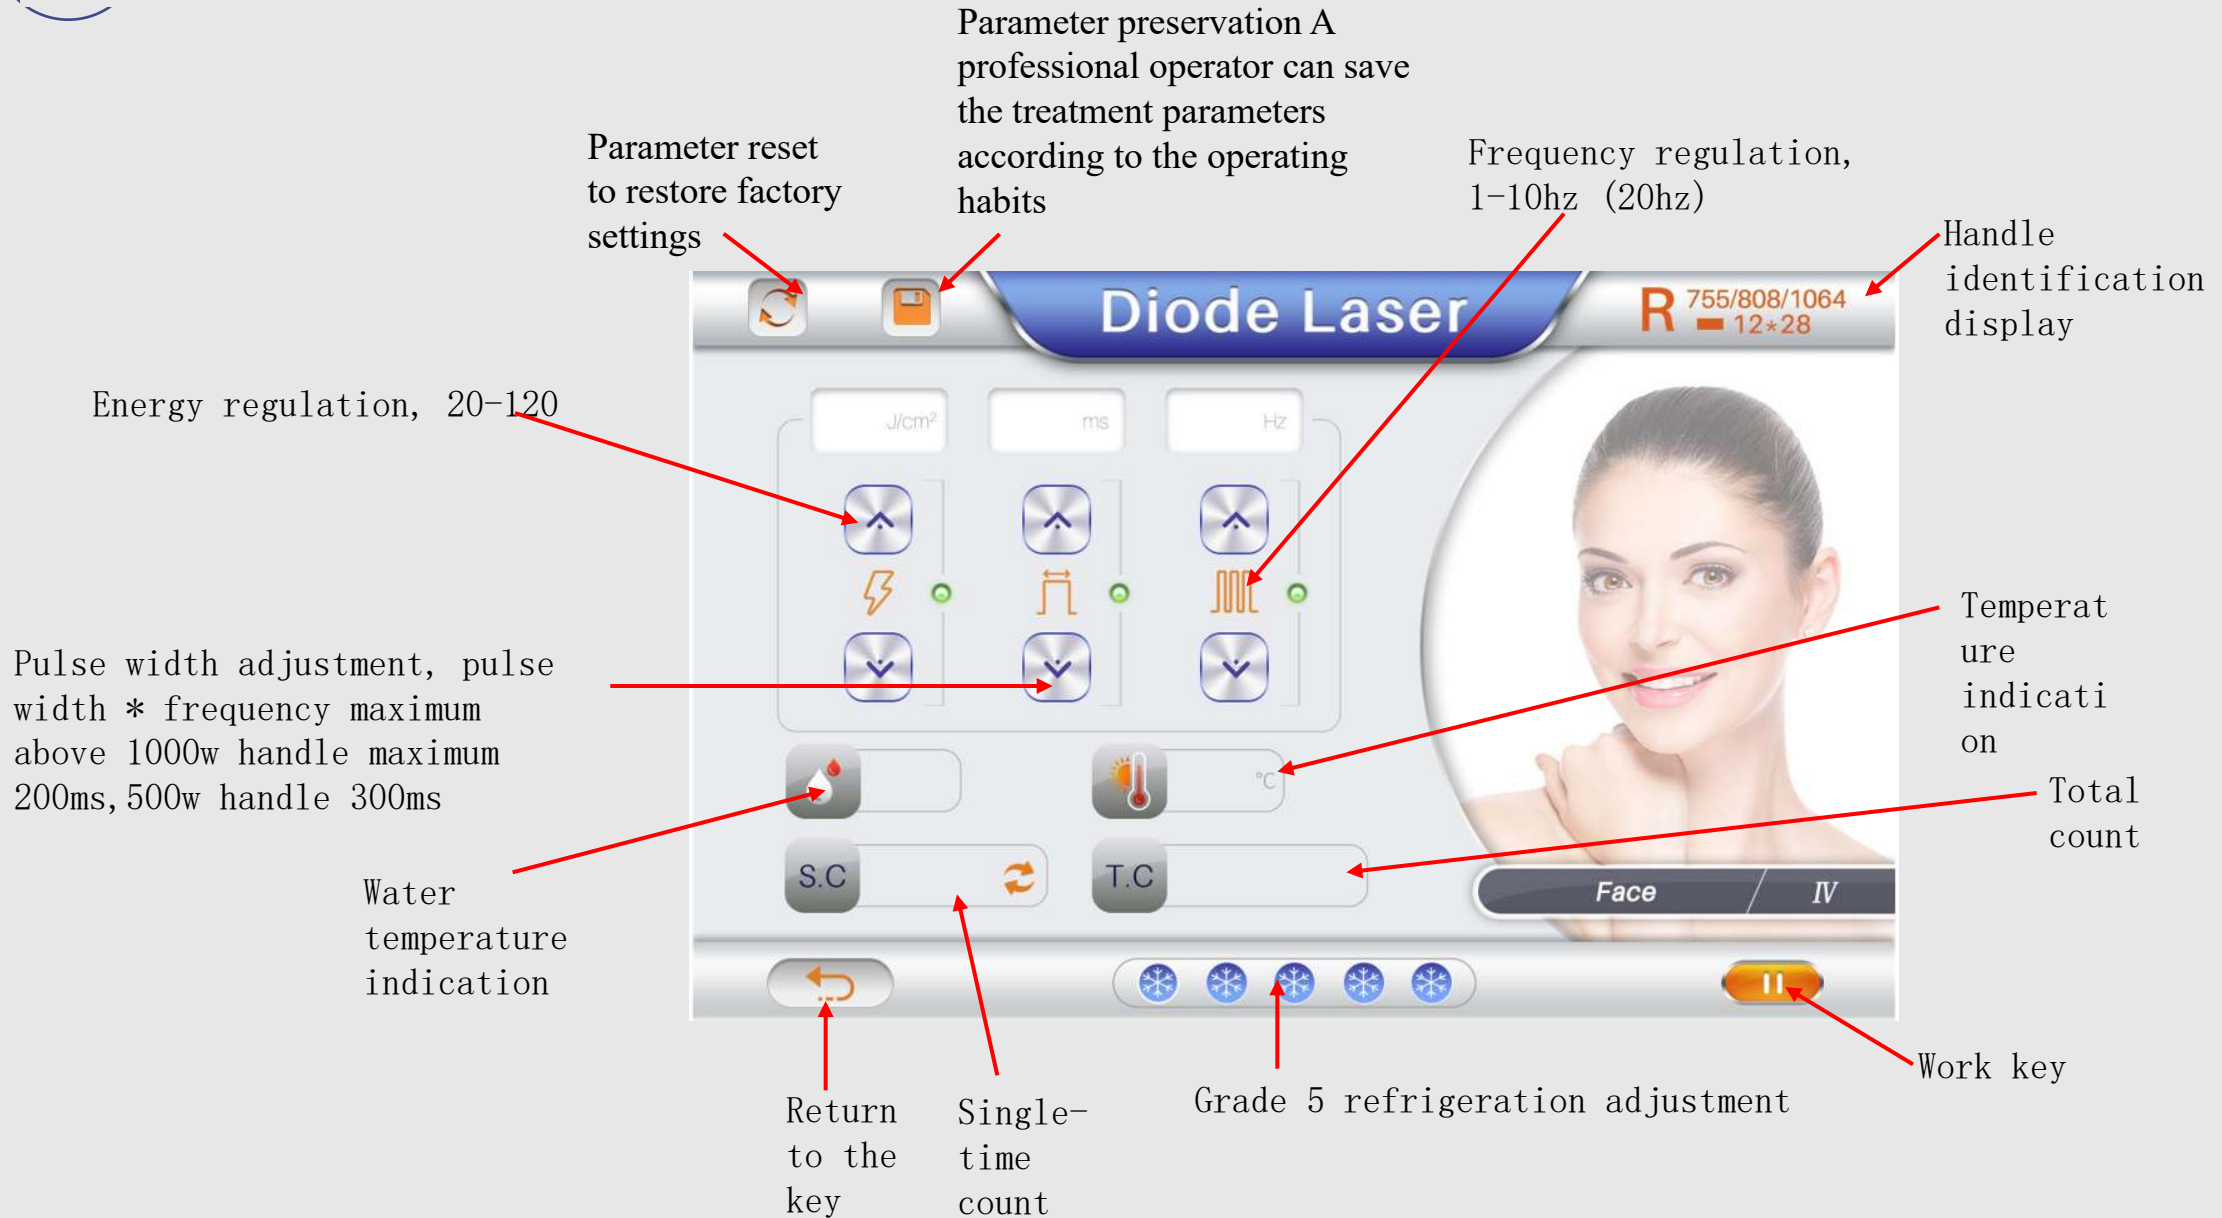 Parameter preservation A
professional operator can save
the treatment parameters
according to the operating
habits
Parameter reset
to restore factory
settings
Frequency regulation,
1-10hz (20hz)
Handle
identification
display
Diode Laser
R 755/808/1064
12*28
Energy regulation, 20-120
J/cm²
ms
Hz
Pulse width adjustment, pulse
width * frequency maximum
above 1000w handle maximum
200ms,500w handle 300ms
Temperat
ure
indicati
on
°C
Total
count
S.C
T.C
Face / IV
Water
temperature
indication
Work key
Grade 5 refrigeration adjustment
Return
to the
key
Single-
time
count